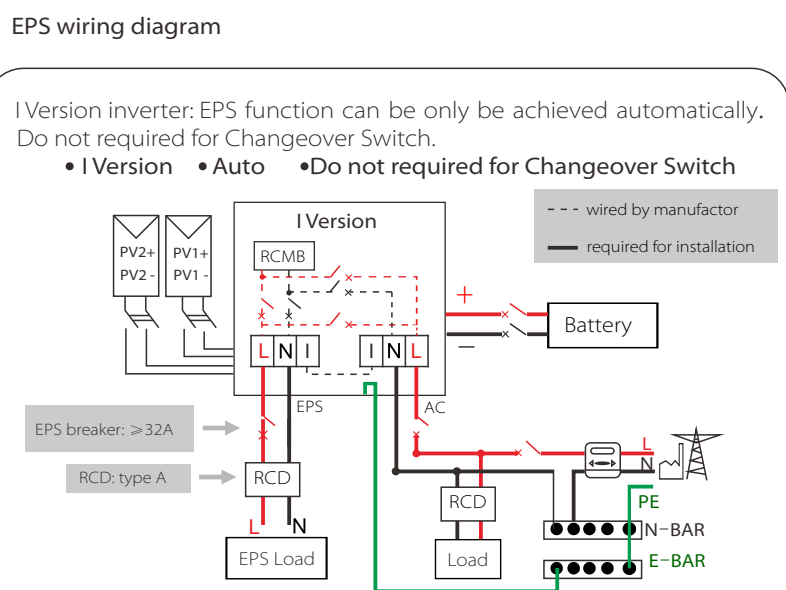 EPS wiring diagram
I Version inverter: EPS function can be only be achieved automatically.
Do not required for Changeover Switch.
• I Version • Auto •Do not required for Changeover Switch
I Version
--- wired by manufactor
required for installation
PV2+
PV2 -
PV1+
PV1 -
RCMB
+
−
Battery
L N I
I N L
EPS
AC
EPS breaker: ≥32A
RCD: type A
RCD
L N
EPS Load
RCD
Load
L
N
PE
N-BAR
E-BAR